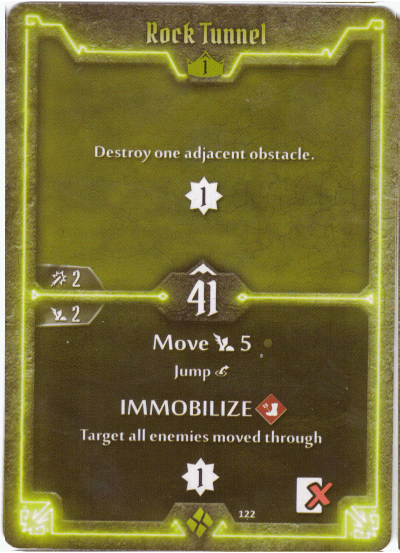 Rock Tunnel
1
Destroy one adjacent obstacle.
1
2
41
2
Move 5
Jump
IMMOBILIZE
Target all enemies moved through
1
122